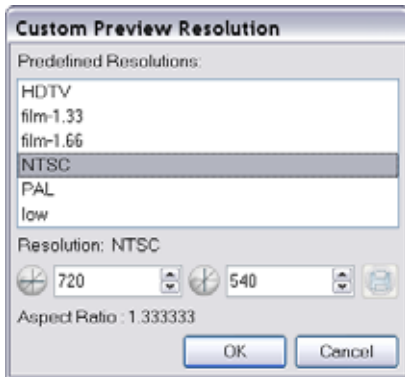 Custom Preview Resolution
Predefined Resolutions:
HDTV
film-1.33
film-1.66
NTSC
PAL
low
Resolution: NTSC
720 540
Aspect Ratio : 1.333333
OK Cancel